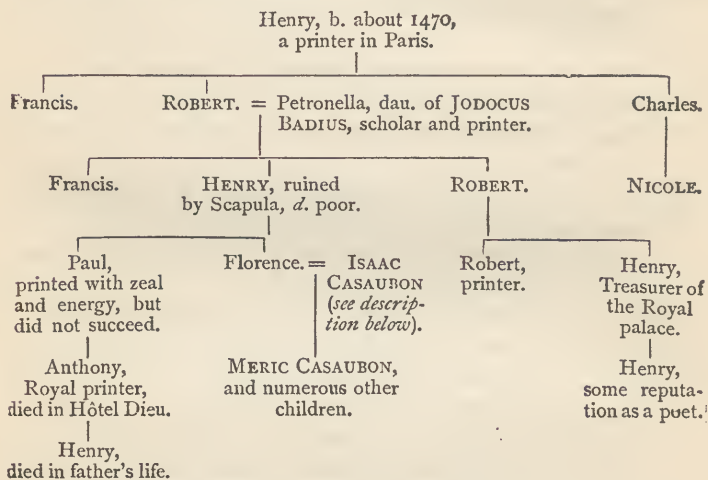 Henry, b. about 1470,
a printer in Paris.
Francis.
ROBERT. = Petronella, dau. of JODOCUS
BADIUS, scholar and printer.
Charles.
Francis.
HENRY, ruined
by Scapula, d. poor.
ROBERT.
NICOLE.
Paul,
printed with zeal
and energy, but
did not succeed.
Florence. = ISAAC
CASAUBON
(see descrip-
tion below).
Robert,
printer.
Henry,
Treasurer of
the Royal
palace.
Anthony,
Royal printer,
died in Hôtel Dieu.
MERIC CASAUBON,
and numerous other
children.
Henry,
some reputa-
tion as a poet.
Henry,
died in father's life.